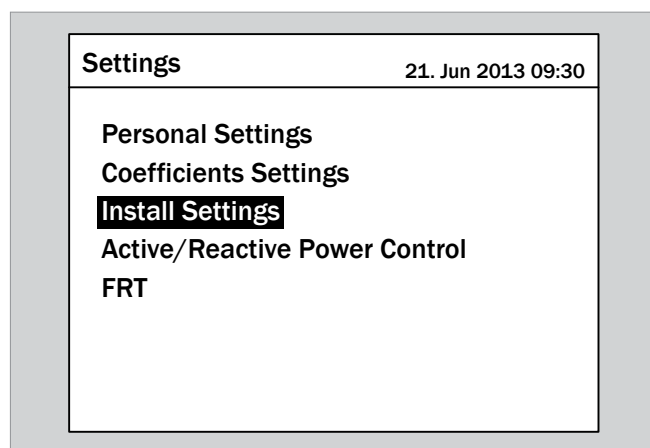 Settings
21. Jun 2013 09:30
Personal Settings
Coefficients Settings
Install Settings
Active/Reactive Power Control
FRT